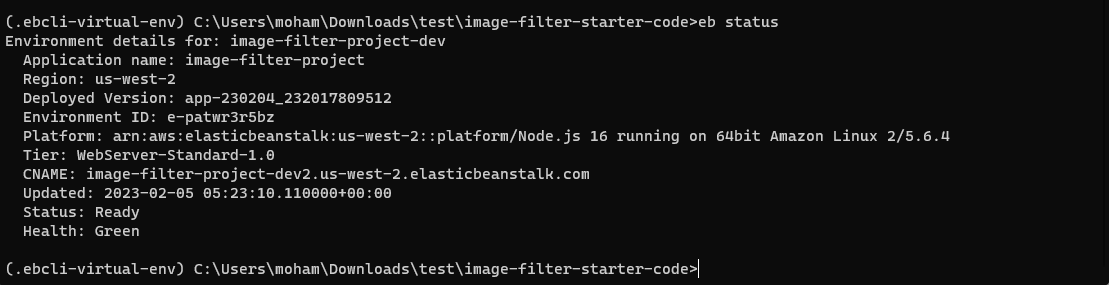 (.ebcli-virtual-env) C:\Users\moham\Downloads\test\image-filter-starter-code>eb status
Environment details for: image-filter-project-dev
  Application name: image-filter-project
  Region: us-west-2
  Deployed Version: app-230204_232017809512
  Environment ID: e-patwr3r5bz
  Platform: arn:aws:elasticbeanstalk:us-west-2::platform/Node.js 16 running on 64bit Amazon Linux 2/5.6.4
  Tier: WebServer-Standard-1.0
  CNAME: image-filter-project-dev2.us-west-2.elasticbeanstalk.com
  Updated: 2023-02-05 05:23:10.110000+00:00
  Status: Ready
  Health: Green
(.ebcli-virtual-env) C:\Users\moham\Downloads\test\image-filter-starter-code>